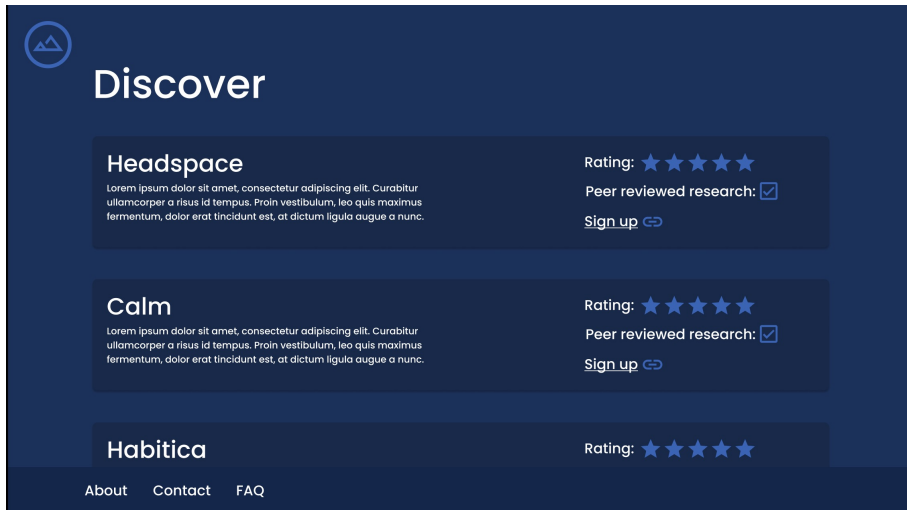 Discover
Headspace
Lorem ipsum dolor sit amet, consectetur adipiscing elit. Curabitur
ullamcorper a risus id tempus. Proin vestibulum, leo quis maximus
fermentum, dolor erat tincidunt est, at dictum ligula augue a nunc.
Rating:
Peer reviewed research:
Sign up
Calm
Lorem ipsum dolor sit amet, consectetur adipiscing elit. Curabitur
ullamcorper a risus id tempus. Proin vestibulum, leo quis maximus
fermentum, dolor erat tincidunt est, at dictum ligula augue a nunc.
Rating:
Peer reviewed research:
Sign up
Habitica
Rating:
About Contact FAQ